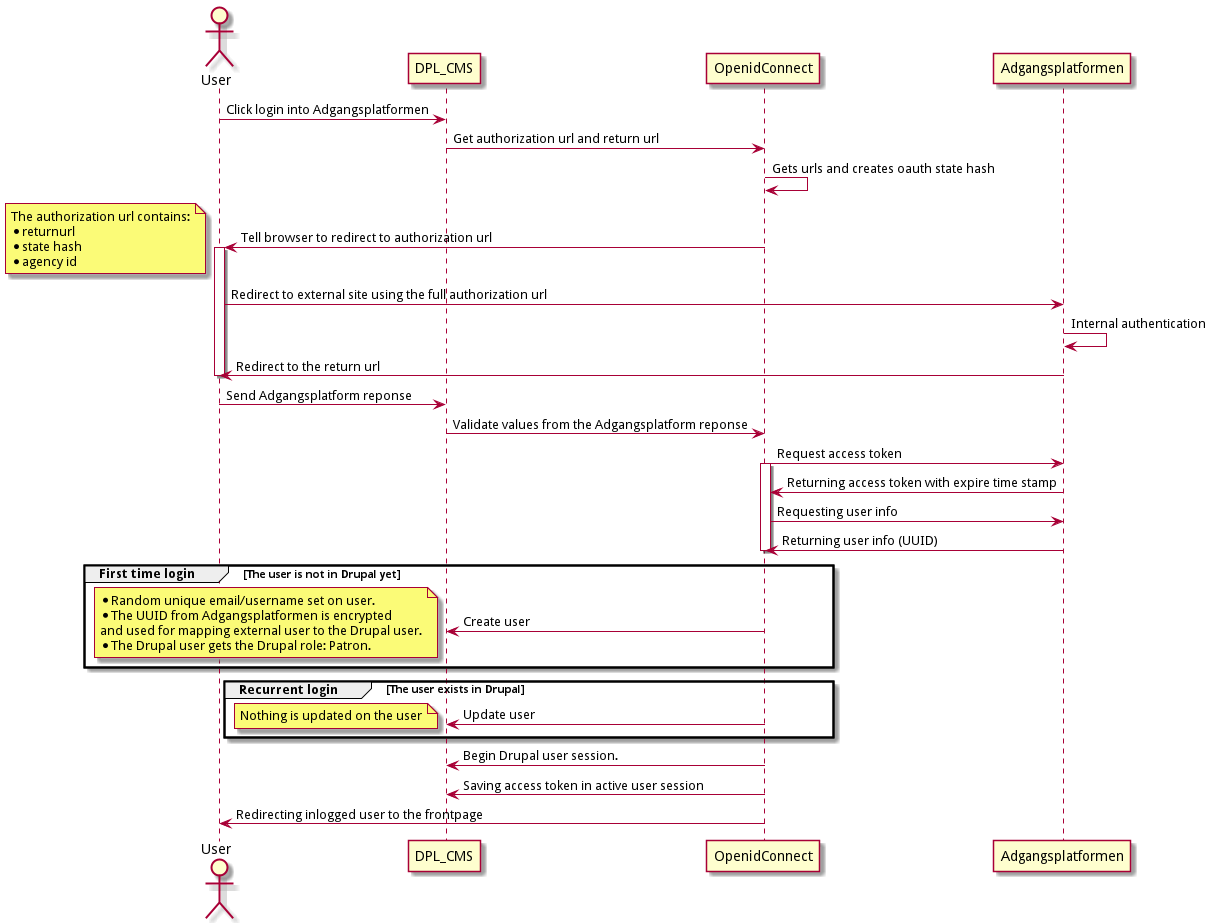 User
DPL_CMS
OpenidConnect
Adgangsplatformen
Click login into Adgangsplatformen
Get authorization url and return url
Gets urls and creates oauth state hash
The authorization url contains:
• returnurl
• state hash
• agency id
Tell browser to redirect to authorization url
Redirect to external site using the full authorization url
Internal authentication
Redirect to the return url
Send Adgangsplatform reponse
Validate values from the Adgangsplatform reponse
Request access token
Returning access token with expire time stamp
Requesting user info
Returning user info (UUID)
First time login [The user is not in Drupal yet]
• Random unique email/username set on user.
• The UUID from Adgangsplatformen is encrypted
and used for mapping external user to the Drupal user.
• The Drupal user gets the Drupal role: Patron.
Create user
Recurrent login [The user exists in Drupal]
Nothing is updated on the user
Update user
Begin Drupal user session.
Saving access token in active user session
Redirecting inlogged user to the frontpage
User
DPL_CMS
OpenidConnect
Adgangsplatformen